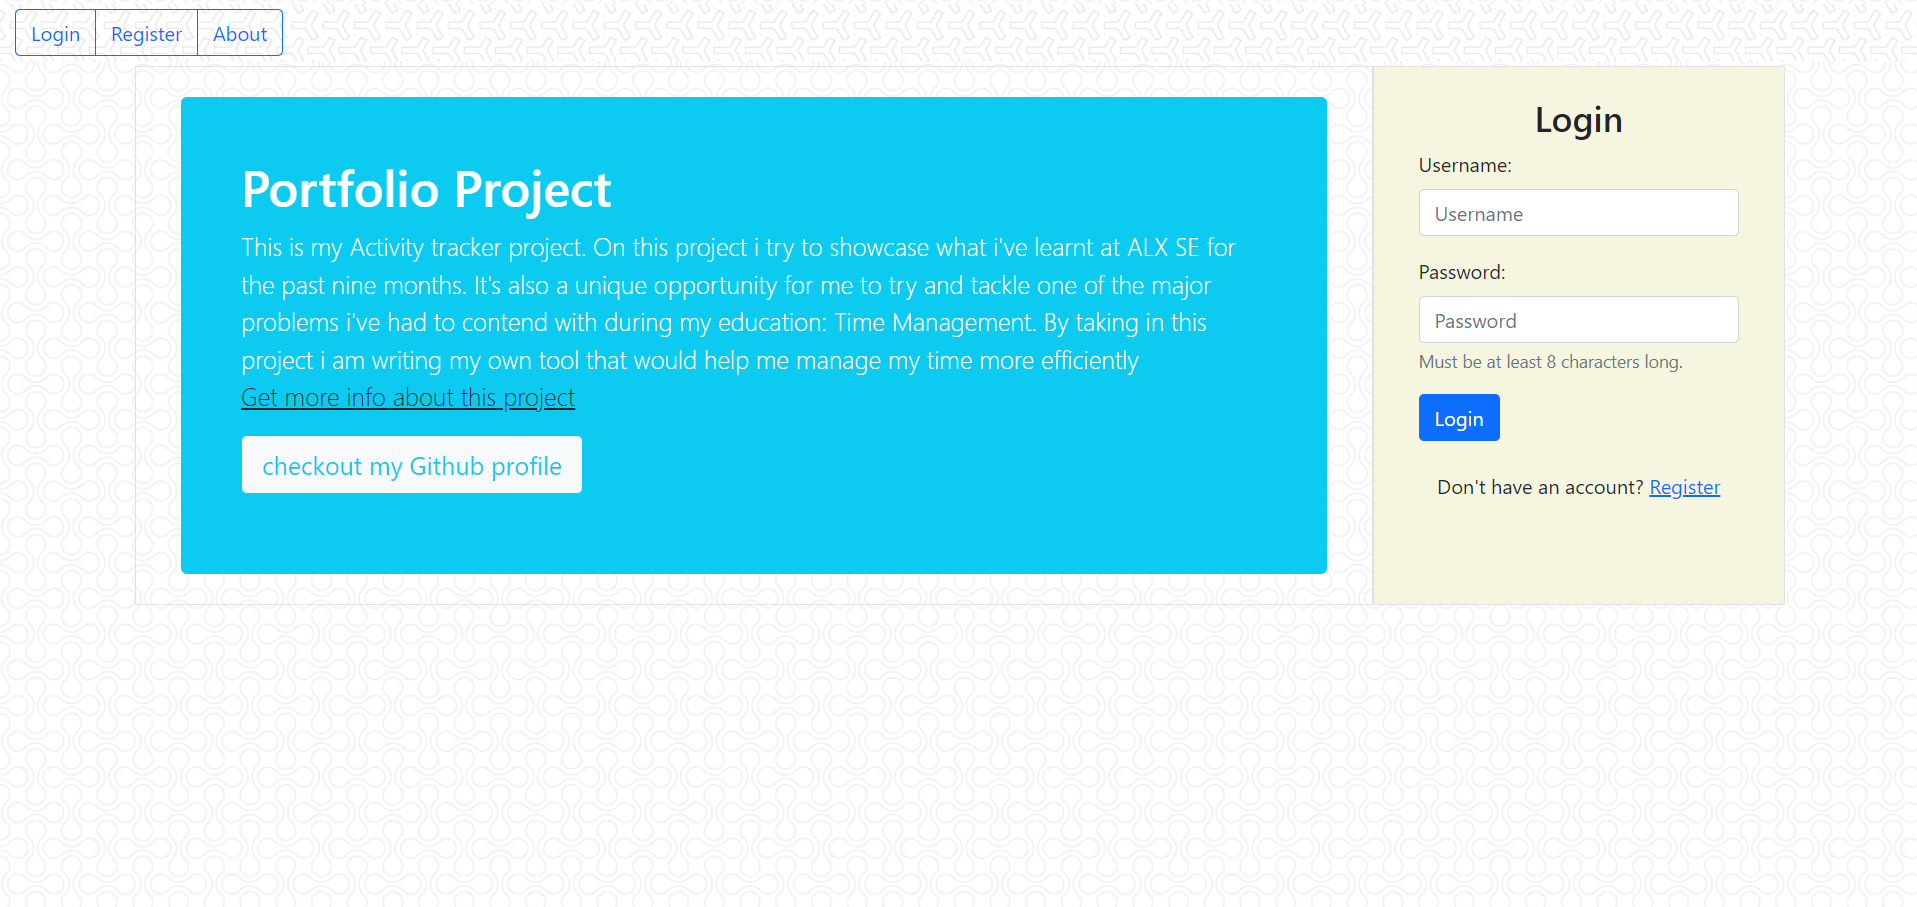 Login Register About
Portfolio Project
This is my Activity tracker project. On this project i try to showcase what i've learnt at ALX SE for
the past nine months. It's also a unique opportunity for me to try and tackle one of the major
problems i've had to contend with during my education: Time Management. By taking in this
project i am writing my own tool that would help me manage my time more efficiently
Get more info about this project
checkout my Github profile
Login
Username:
Username
Password:
Password
Must be at least 8 characters long.
Login
Don't have an account? Register